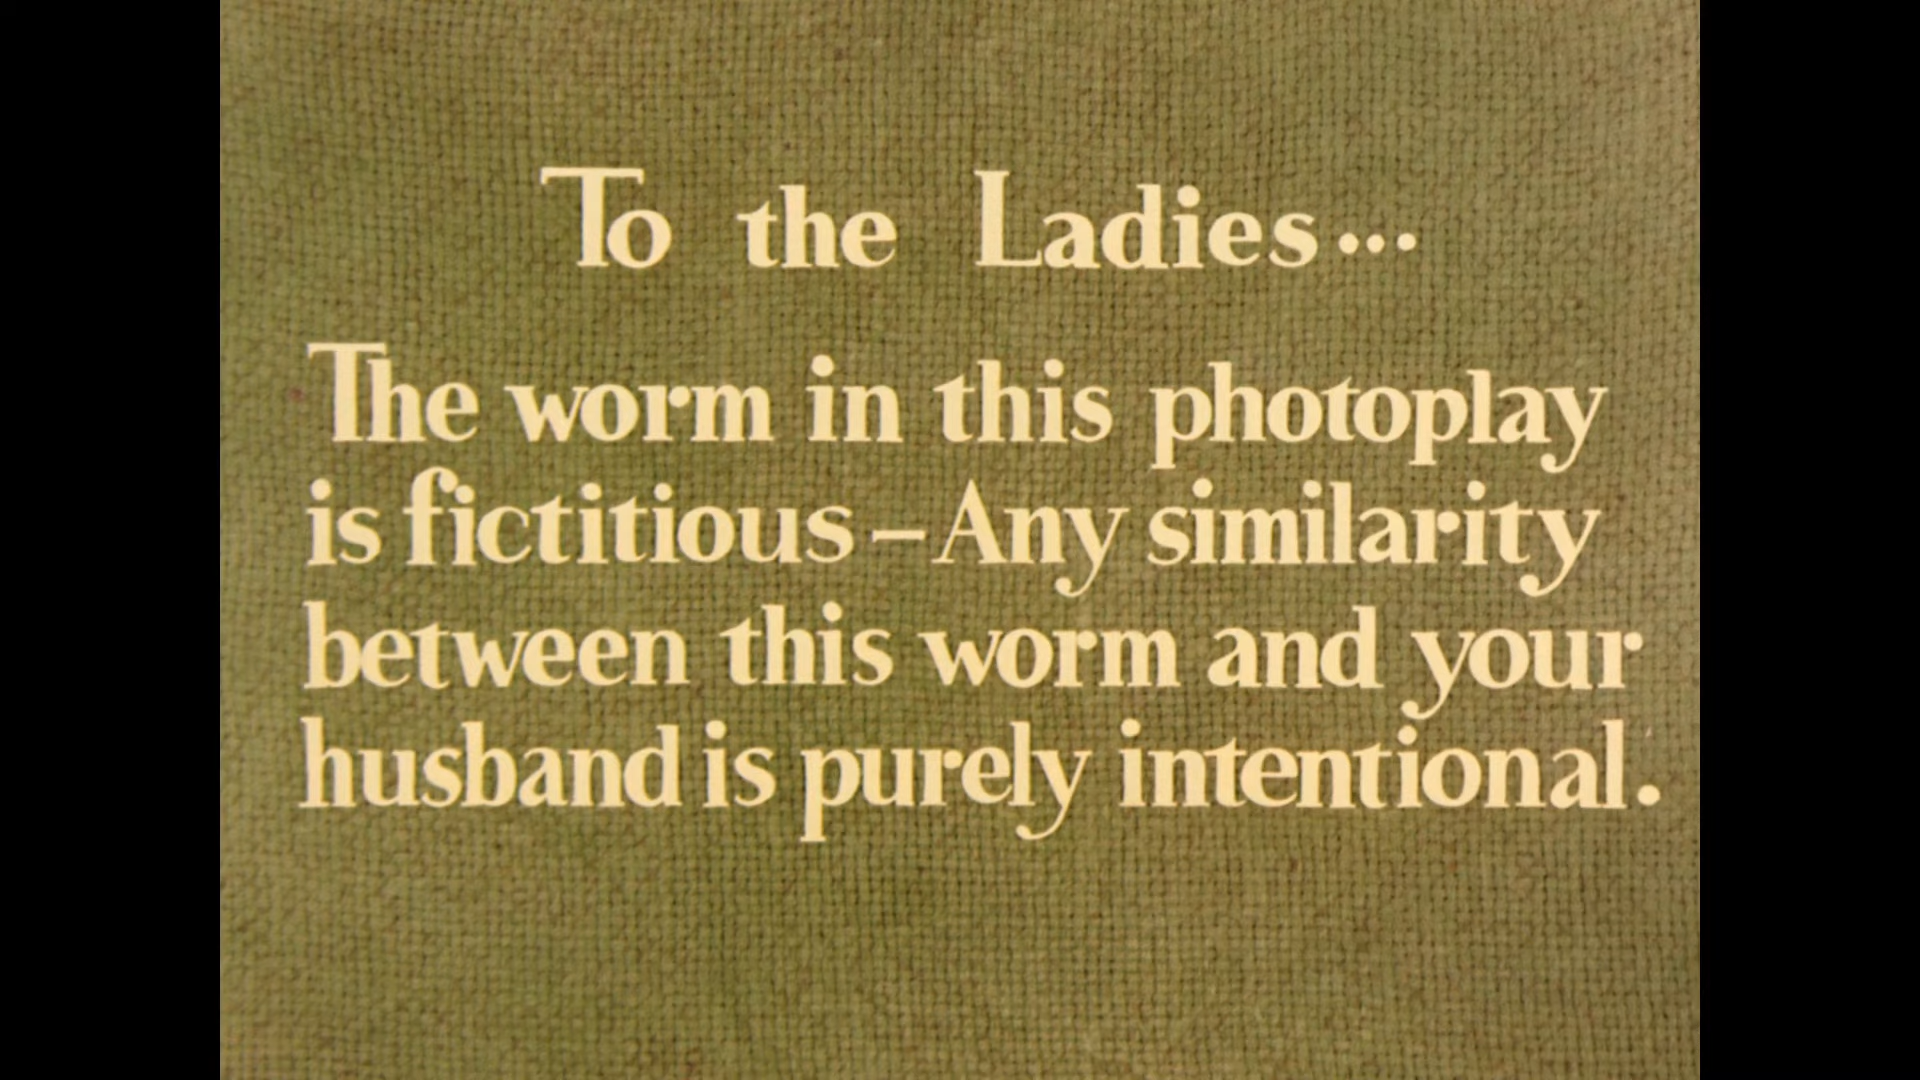 To the Ladies...
The worm in this photoplay
is fictitious – Any similarity
between this worm and your
husband is purely intentional.